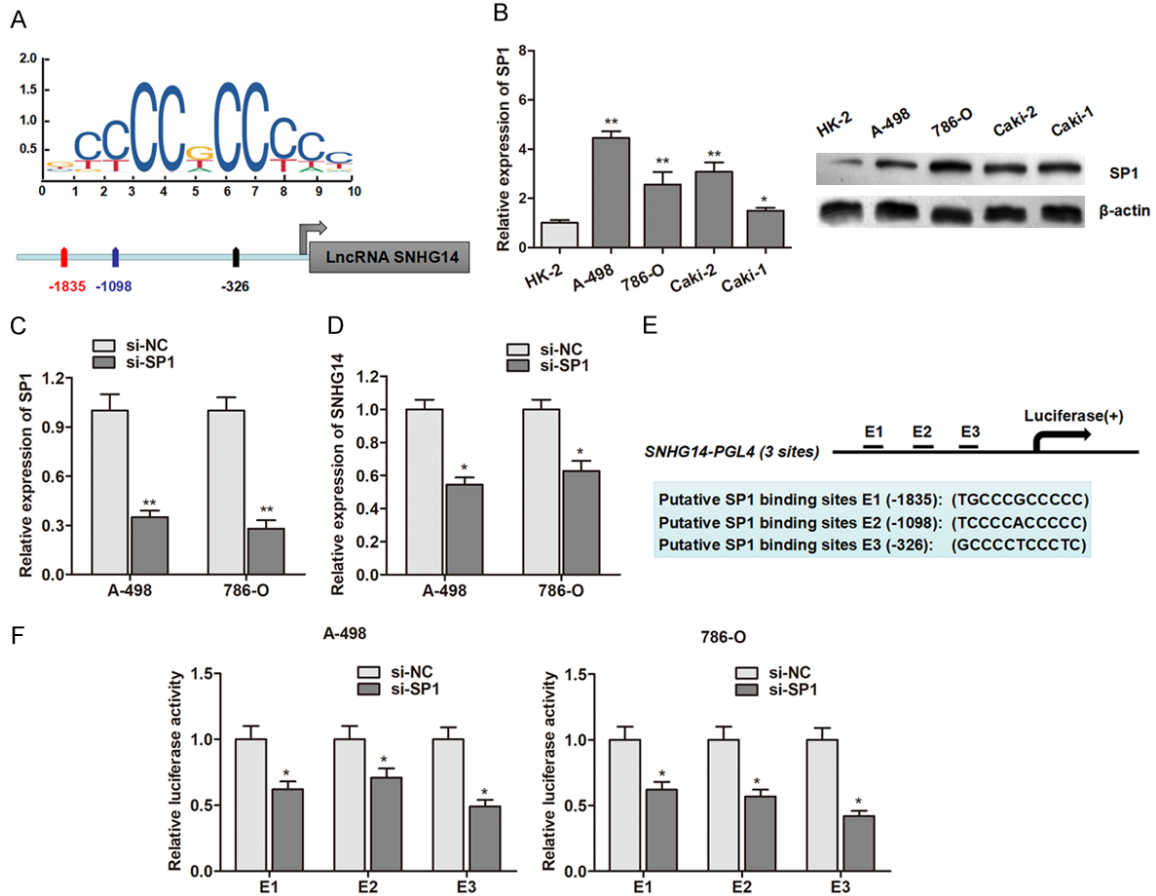 A
2.0
1.5
1.0
0.5
0 1 2 3 4 5 6 7 8 9 10
LncRNA SNHG14
-1835 -1098 -326
B
Relative expression of SP1
8
6
4
2
0
** ** ** *
HK-2 A-498 786-O Caki-2 Caki-1
HK-2 A-498 786-O Caki-2 Caki-1
SP1
β-actin
C
si-NC
si-SP1
Relative expression of SP1
1.2
0.9
0.6
0.3
0.0
** **
A-498 786-O
D
si-NC
si-SP1
Relative expression of SNHG14
1.2
1.0
0.8
0.6
0.4
0.2
0.0
* *
A-498 786-O
E
Luciferase(+)
E1 E2 E3
SNHG14-PGL4 (3 sites)
Putative SP1 binding sites E1 (-1835): (TGCCCGCCCCC)
Putative SP1 binding sites E2 (-1098): (TCCCCACCCCC)
Putative SP1 binding sites E3 (-326): (GCCCCTCCCTC)
F
A-498
si-NC
si-SP1
Relative luciferase activity
1.5
1.0
0.5
0.0
* * *
E1 E2 E3
786-O
si-NC
si-SP1
Relative luciferase activity
1.5
1.0
0.5
0.0
* * *
E1 E2 E3